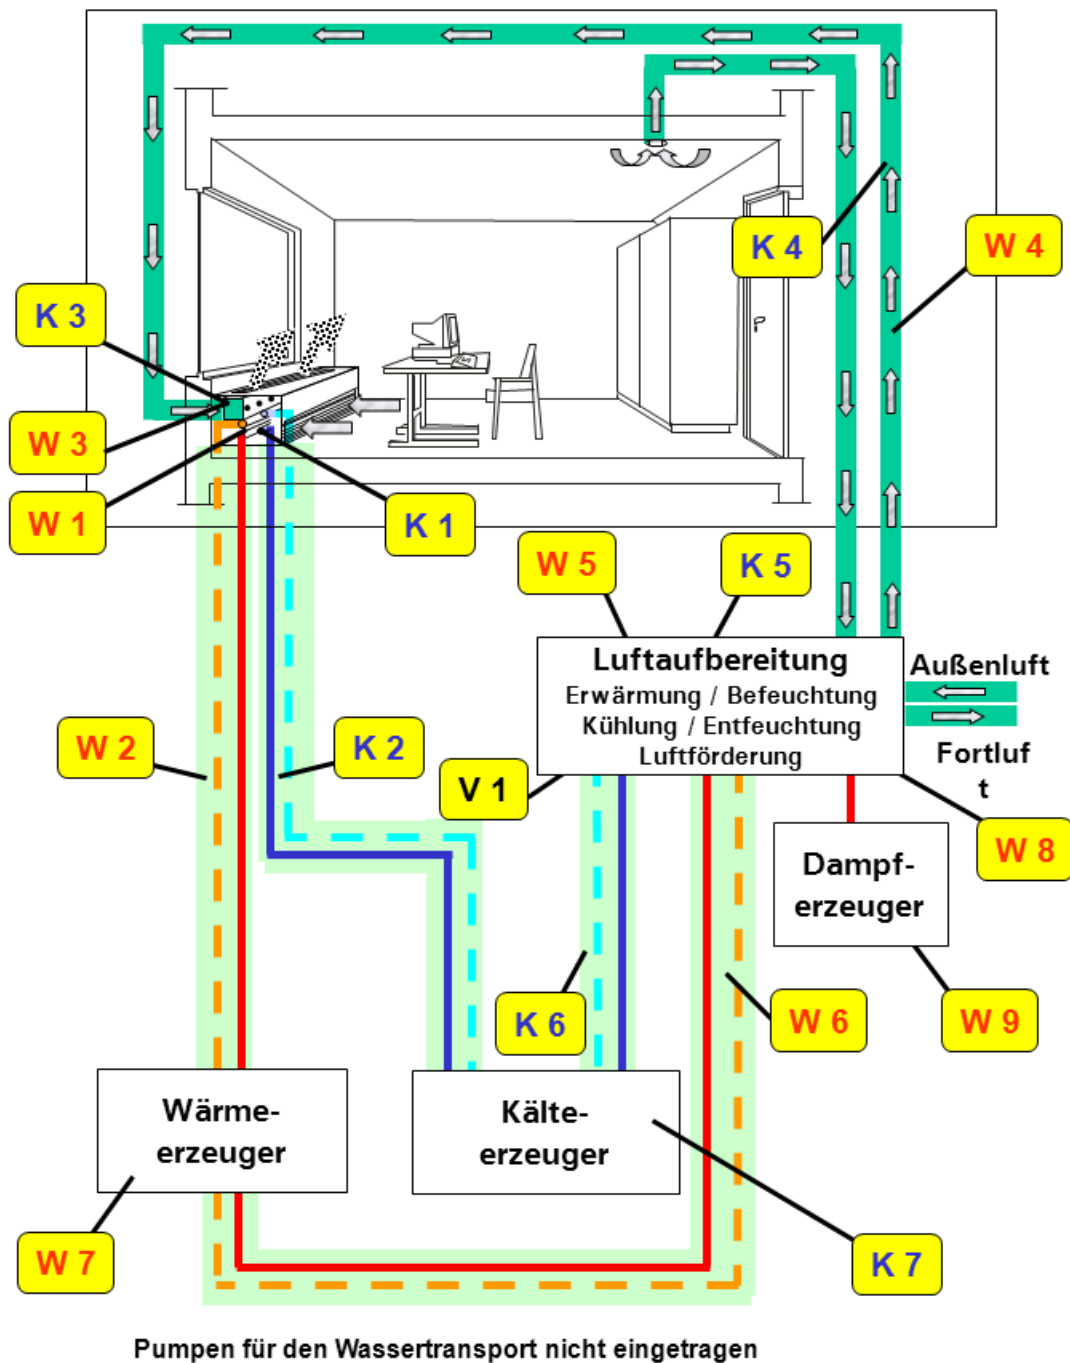 K 4
W 4
K 3
W 3
W 1
K 1
W 5
K 5
Luftaufbereitung
Erwärmung / Befeuchtung
Kühlung / Entfeuchtung
Luftförderung
Außenluft
Fortluf
t
W 2
K 2
V 1
W 8
Dampf-
erzeuger
K 6
W 6
W 9
Wärme-
erzeuger
Kälte-
erzeuger
W 7
K 7
Pumpen für den Wassertransport nicht eingetragen